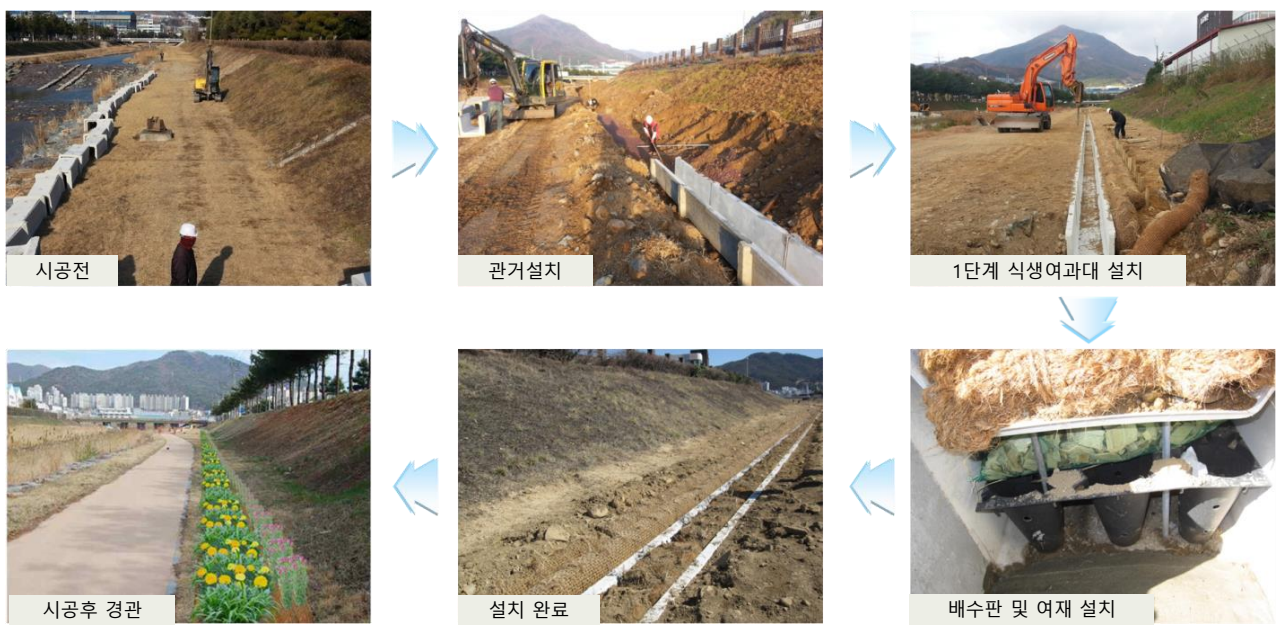 시공전
관거설치
1단계 식생여과대 설치
배수판 및 여재 설치
설치 완료
시공후 경관